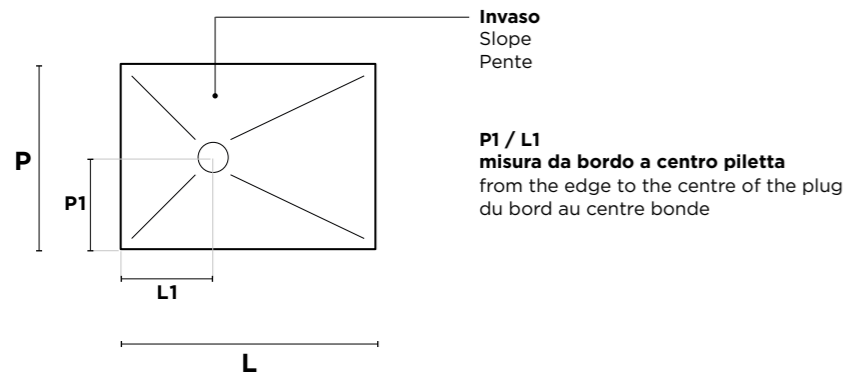 Invaso
Slope
Pente
P1 / L1
misura da bordo a centro piletta
from the edge to the centre of the plug
du bord au centre bonde
P
P1
L1
L